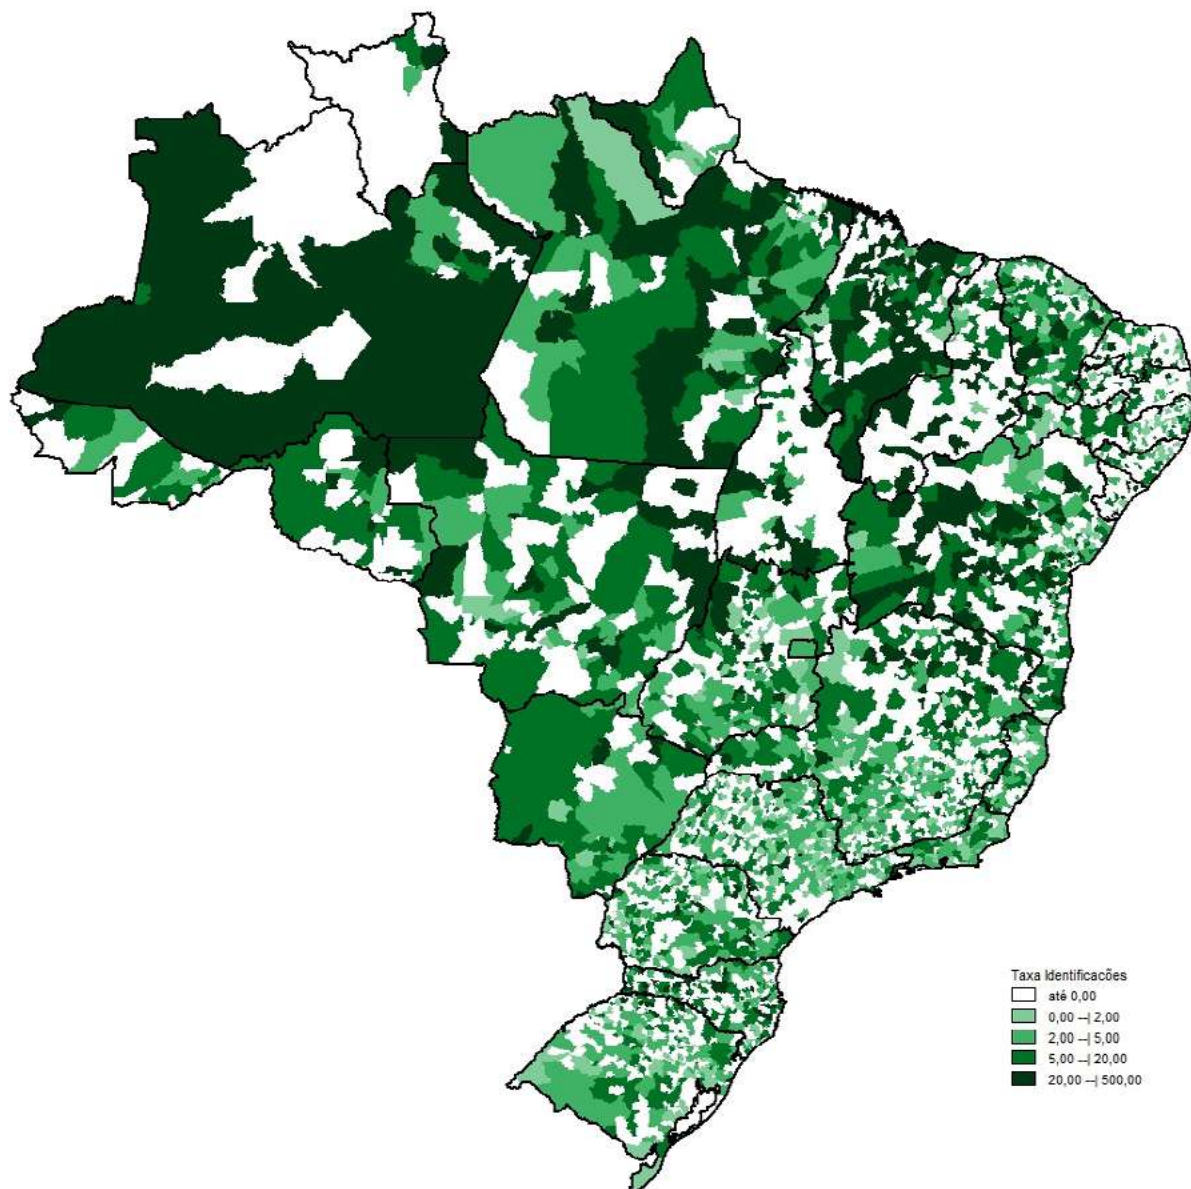 Taxa Identificacões
até 0,00
0,00 --| 2,00
2,00 --| 5,00
5,00 --| 20,00
20,00 --| 500,00